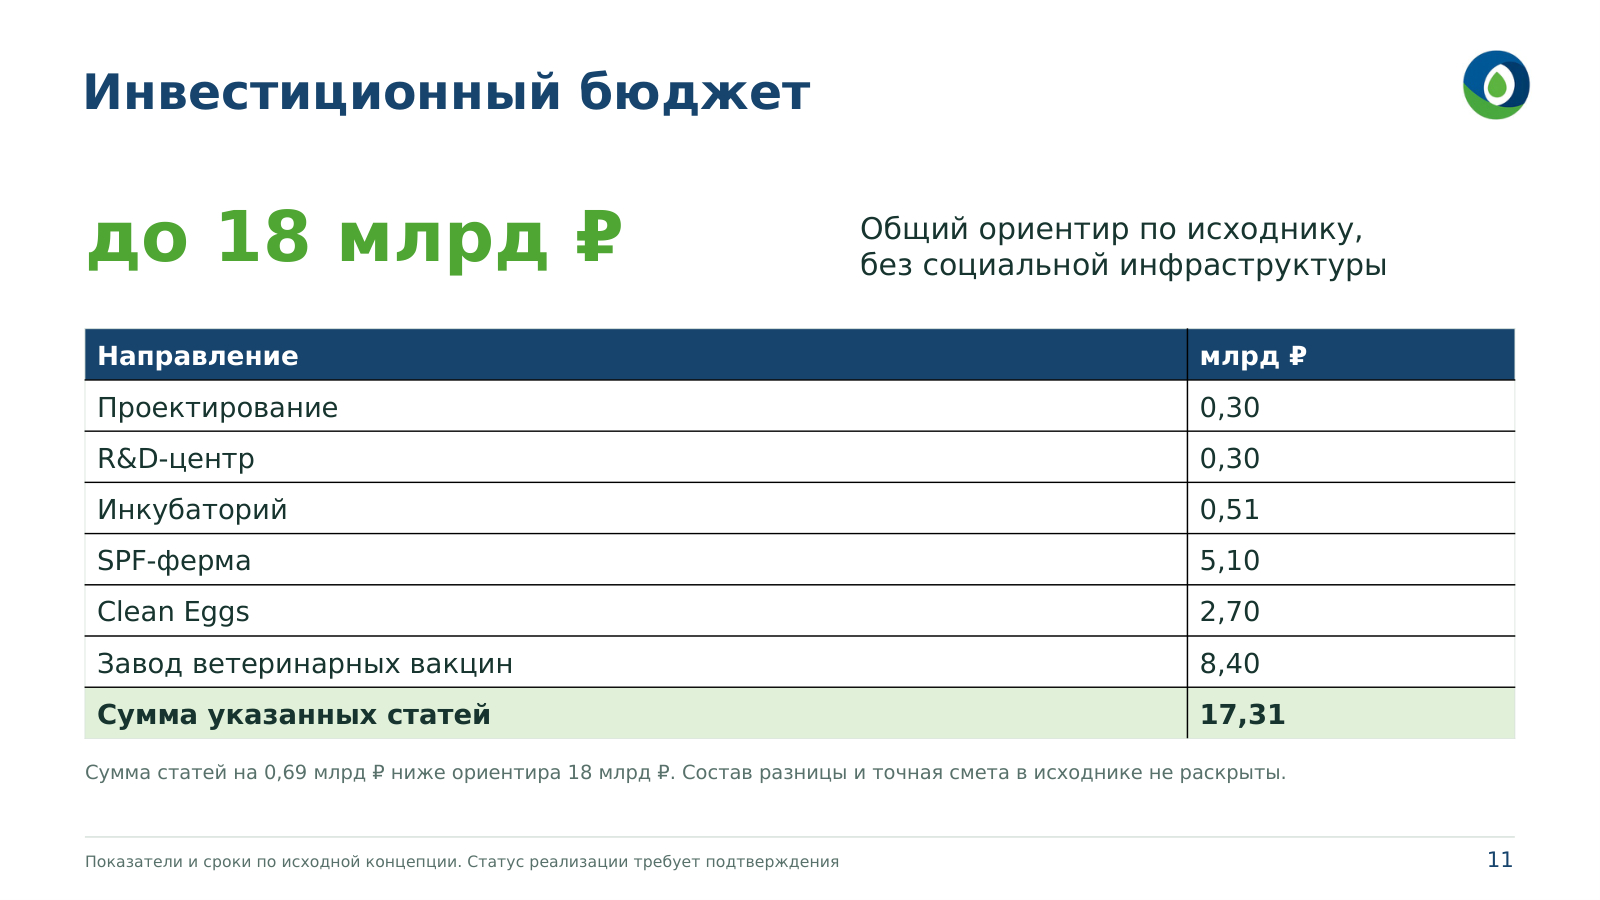 Инвестиционный бюджет
до 18 млрд ₽
Общий ориентир по исходнику,
без социальной инфраструктуры
Направление млрд ₽
Проектирование 0,30
R&D-центр 0,30
Инкубаторий 0,51
SPF-ферма 5,10
Clean Eggs 2,70
Завод ветеринарных вакцин 8,40
Сумма указанных статей 17,31
Сумма статей на 0,69 млрд ₽ ниже ориентира 18 млрд ₽. Состав разницы и точная смета в исходнике не раскрыты.
Показатели и сроки по исходной концепции. Статус реализации требует подтверждения 11